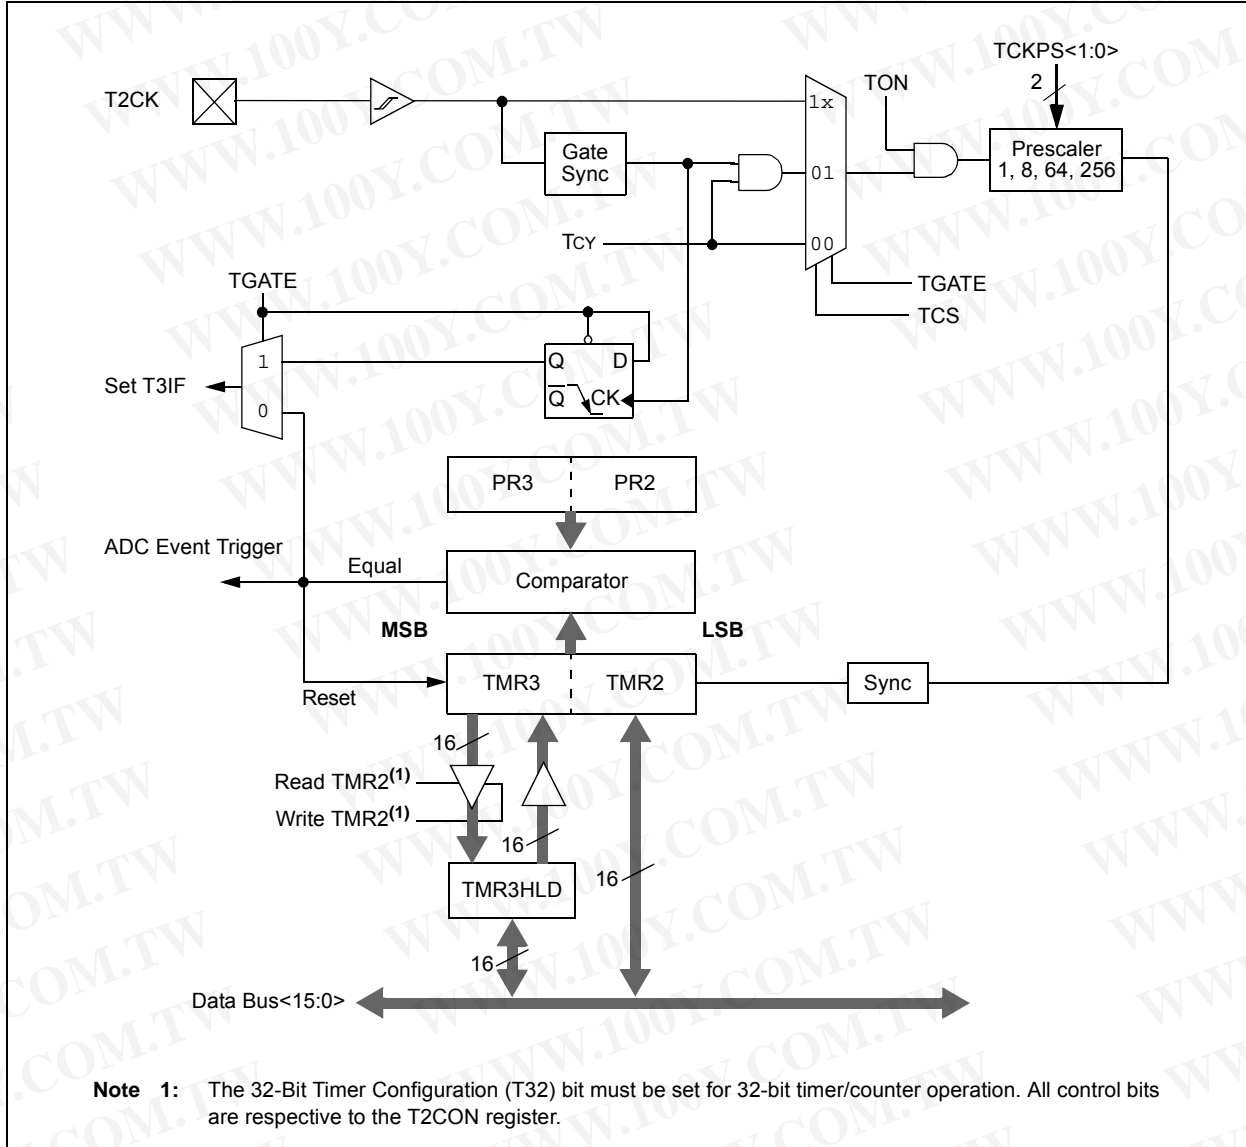 TCKPS<1:0>
2
T2CK
TON
1x
Gate
Sync
Prescaler
1, 8, 64, 256
01
TCY
00
TGATE
TGATE
TCS
1
Q
D
Set T3IF
Q
CK
0
PR3
PR2
ADC Event Trigger
Equal
Comparator
MSB
LSB
TMR3
TMR2
Sync
Reset
16
Read TMR2(1)
Write TMR2(1)
16
16
TMR3HLD
16
Data Bus<15:0>
Note 1: The 32-Bit Timer Configuration (T32) bit must be set for 32-bit timer/counter operation. All control bits
are respective to the T2CON register.
WWW.100Y.COM.TW